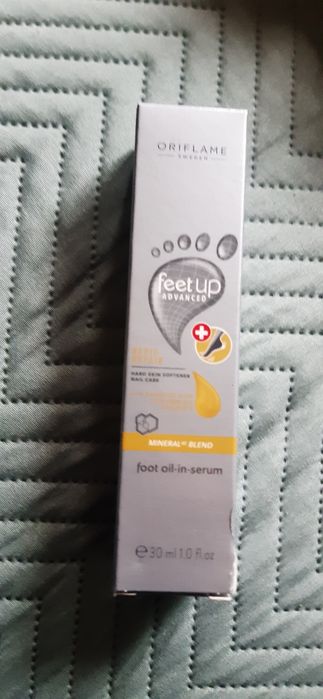 ORIFLAME
SWEDEN
feet up
ADVANCED
HARD SKIN SOFTENER
NAIL CARE
MINERAL BLEND
foot oil-in-serum
e 30 ml 1.0 fl.oz